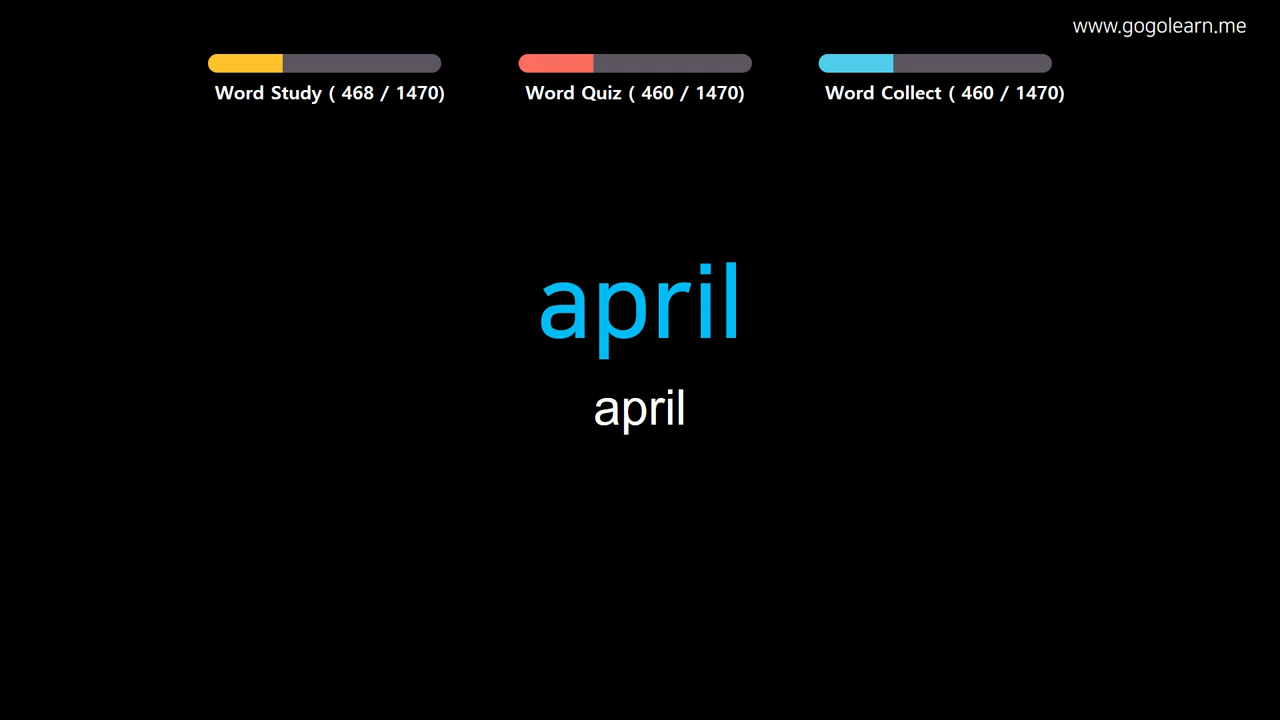 www.gogolearn.me
Word Study ( 468 / 1470)
Word Quiz ( 460 / 1470)
Word Collect ( 460 / 1470)
april
april